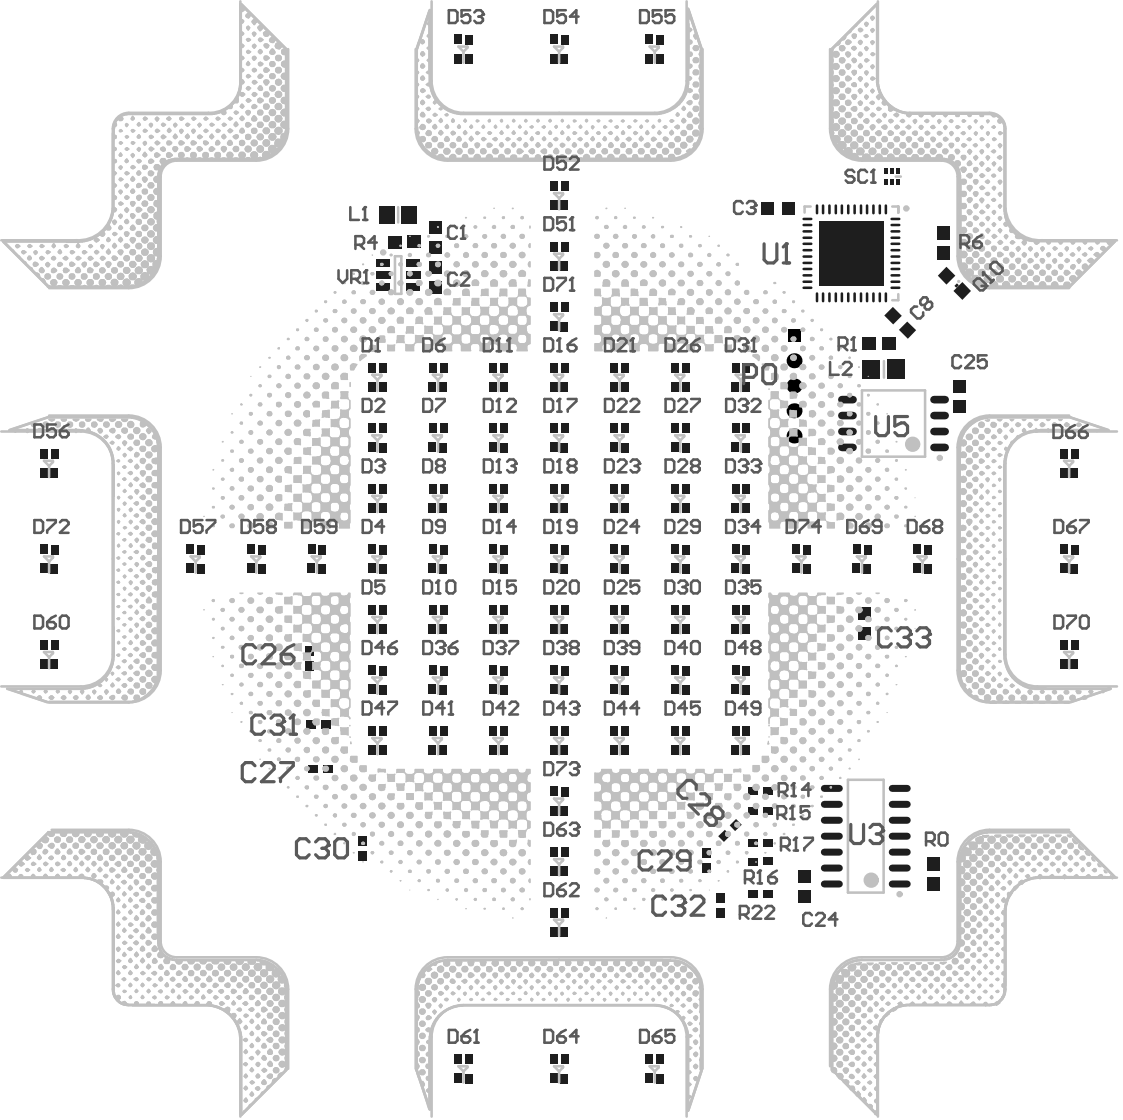 D53 D54 D55
D52
SC1
C3
L1
D51
C1
R4
R6
U1
VR1 C2
Q10
D71
C8
D1 D6 D11 D16 D21 D26 D31
R1
C25
PO L2
D2 D7 D12 D17 D22 D27 D32
U5
D56 D66
D3 D8 D13 D18 D23 D28 D33
D72 D57 D58 D59 D4 D9 D14 D19 D24 D29 D34 D74 D69 D68 D67
D5 D10 D15 D20 D25 D30 D35
D60 D70
C33
D46 D36 D37 D38 D39 D40 D48
C26
D47 D41 D42 D43 D44 D45 D49
C31
C27
D73
R14
C28
R15
D63
U3
R17
R0
C30
C29
R16
D62
C32
R22
C24
D61 D64 D65